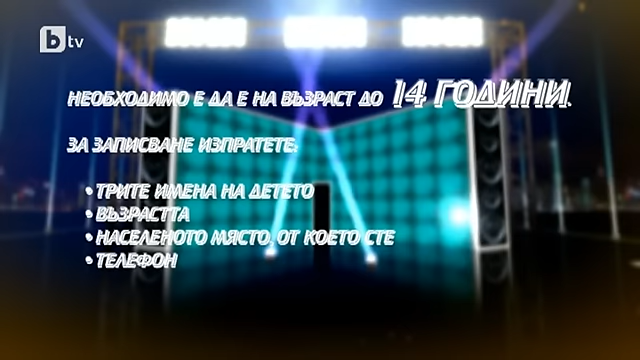 btv
НЕОБХОДИМО Е ДА Е НА ВЪЗРАСТ ДО 14 ГОДИНИ.
ЗА ЗАПИСВАНЕ ИЗПРАТЕТЕ:
• ТРИТЕ ИМЕНА НА ДЕТЕТО
• ВЪЗРАСТТА
• НАСЕЛЕНОТО МЯСТО, ОТ КОЕТО СТЕ
• ТЕЛЕФОН